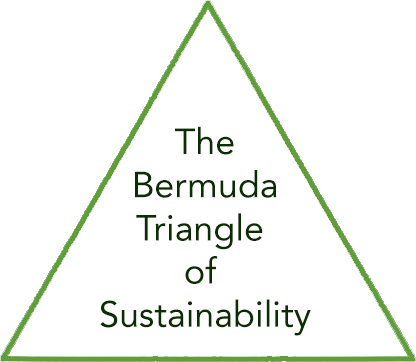 The
Bermuda
Triangle
of
Sustainability